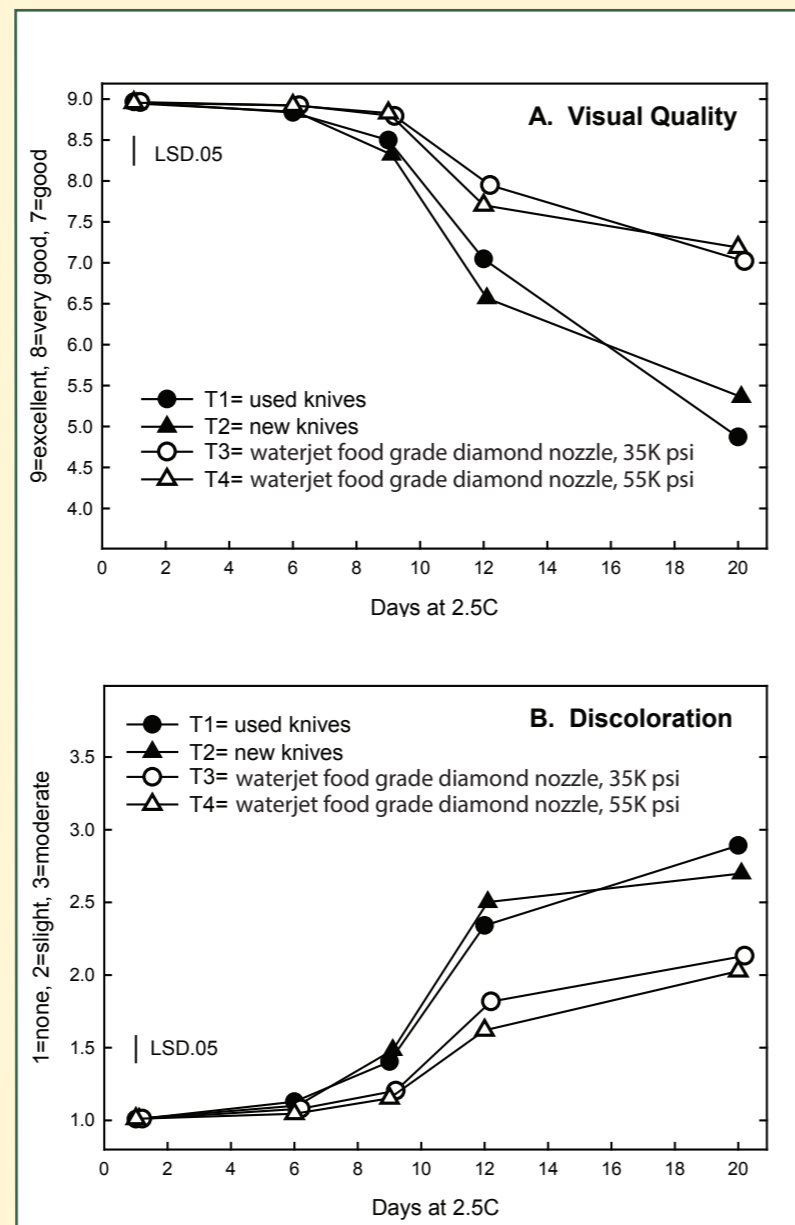 A. Visual Quality
9=excellent, 8=very good, 7=good
9.0
8.5
8.0
7.5
7.0
6.5
6.0
5.5
5.0
4.5
4.0
LSD.05
T1= used knives
T2= new knives
T3= waterjet food grade diamond nozzle, 35K psi
T4= waterjet food grade diamond nozzle, 55K psi
0 2 4 6 8 10 12 14 16 18 20
Days at 2.5C
B. Discoloration
1=none, 2=slight, 3=moderate
T1= used knives
T2= new knives
T3= waterjet food grade diamond nozzle, 35K psi
T4= waterjet food grade diamond nozzle, 55K psi
3.5
3.0
2.5
2.0
1.5
1.0
LSD.05
0 2 4 6 8 10 12 14 16 18 20
Days at 2.5C